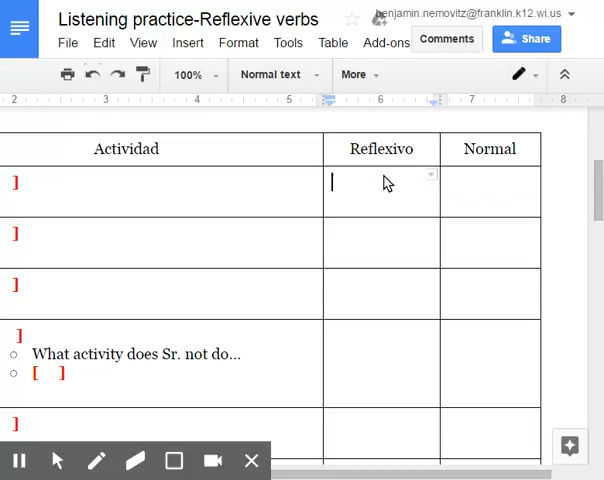 Listening practice-Reflexive verbs
benjamin.nemovitz@franklin.k12.wi.us
File Edit View Insert Format Tools Table Add-ons
Comments
Share
100% Normal text More
2 3 4 5 6 7 8
Actividad Reflexivo Normal
]
]
]
]
○ What activity does Sr. not do...
○ [ ]
]